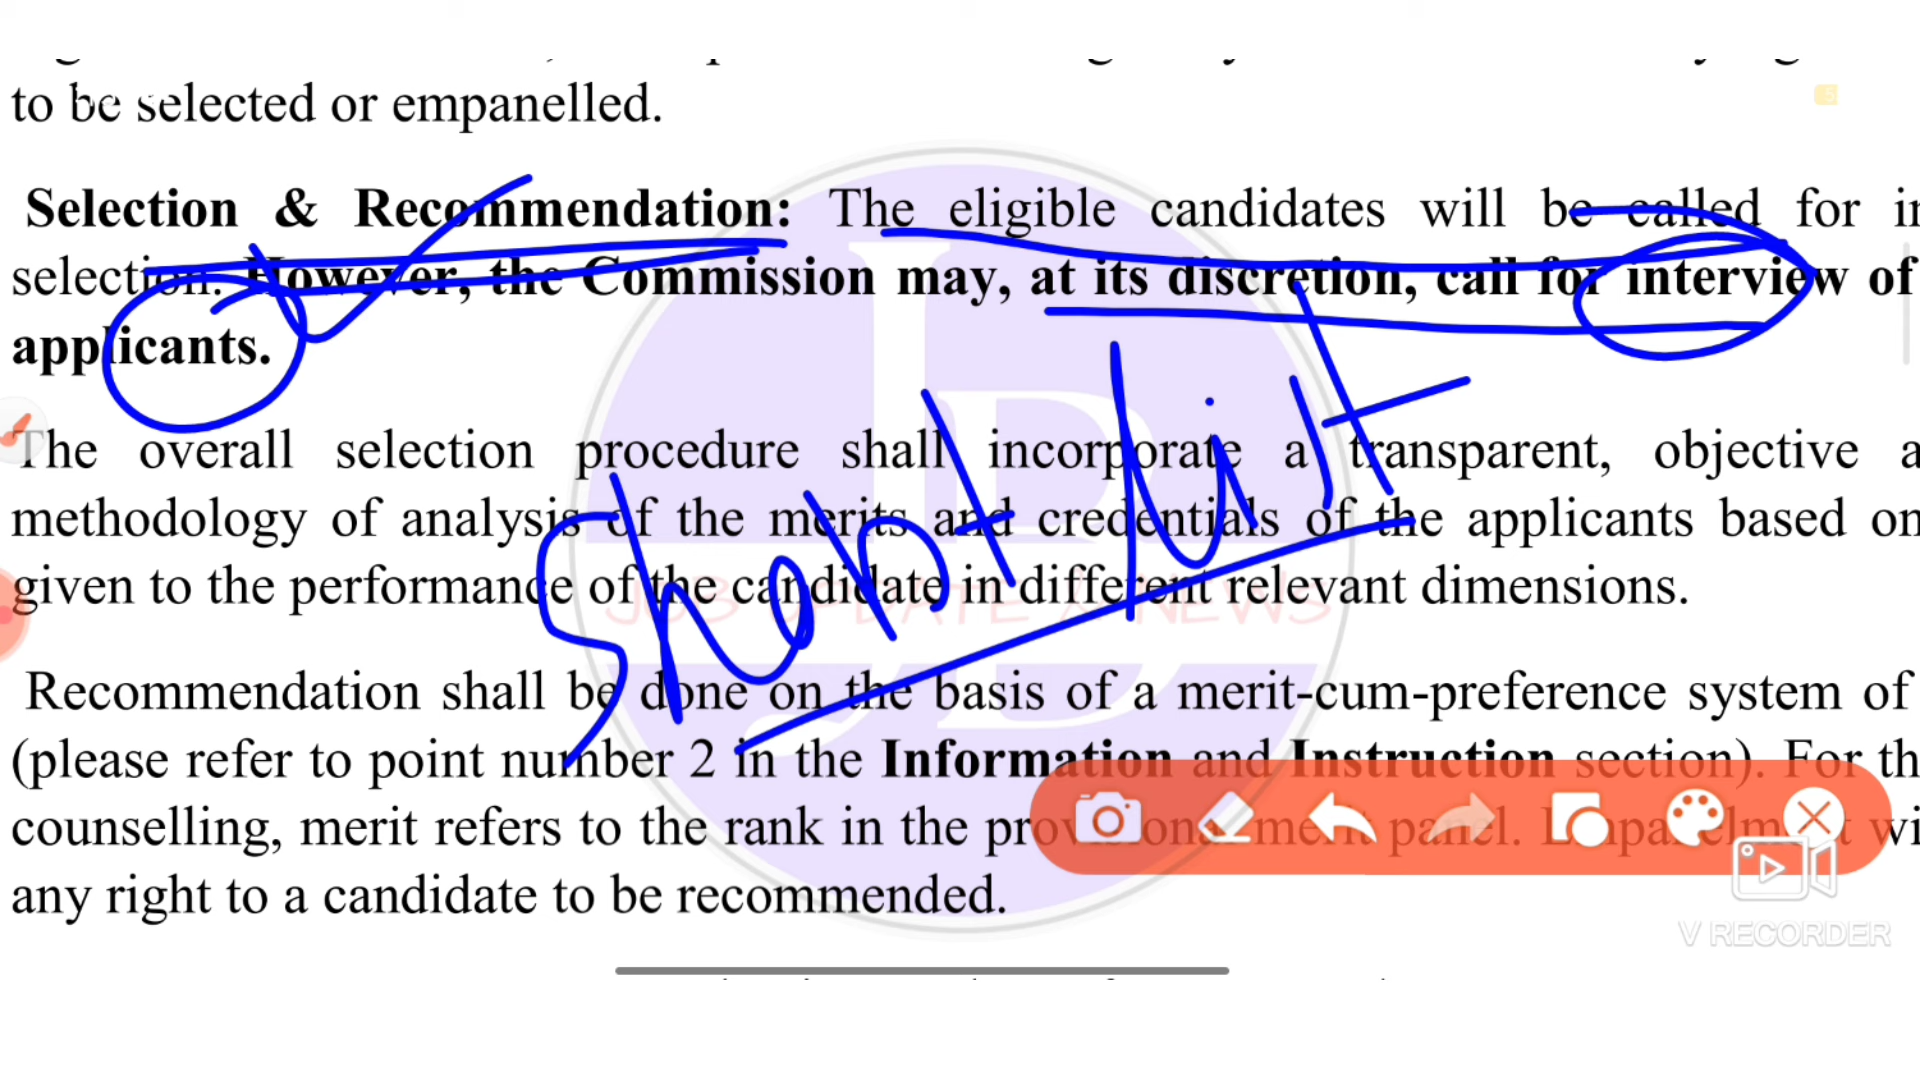 to be selected or empanelled.
Selection & Recommendation: The eligible candidates will be called for
selection. However, the Commission may, at its discretion, call for interview of
applicants.
The overall selection procedure shall incorporate a transparent, objective
methodology of analysis of the merits and credentials of the applicants based on
given to the performance of the candidate in different relevant dimensions.
Short list
JOB UPDATE NEWS
Recommendation shall be done on the basis of a merit-cum-preference system of
(please refer to point number 2 in the Information and Instruction section). For
counselling, merit refers to the rank in the provisional merit panel.
any right to a candidate to be recommended.
V RECORDER